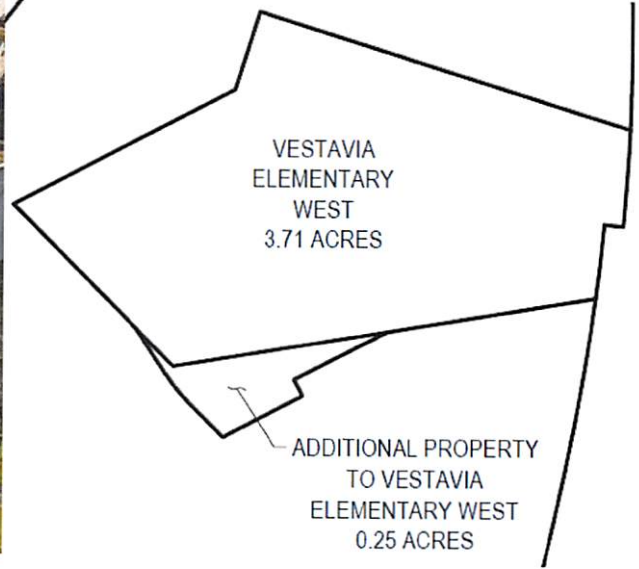 VESTAVIA
ELEMENTARY
WEST
3.71 ACRES
ADDITIONAL PROPERTY
TO VESTAVIA
ELEMENTARY WEST
0.25 ACRES